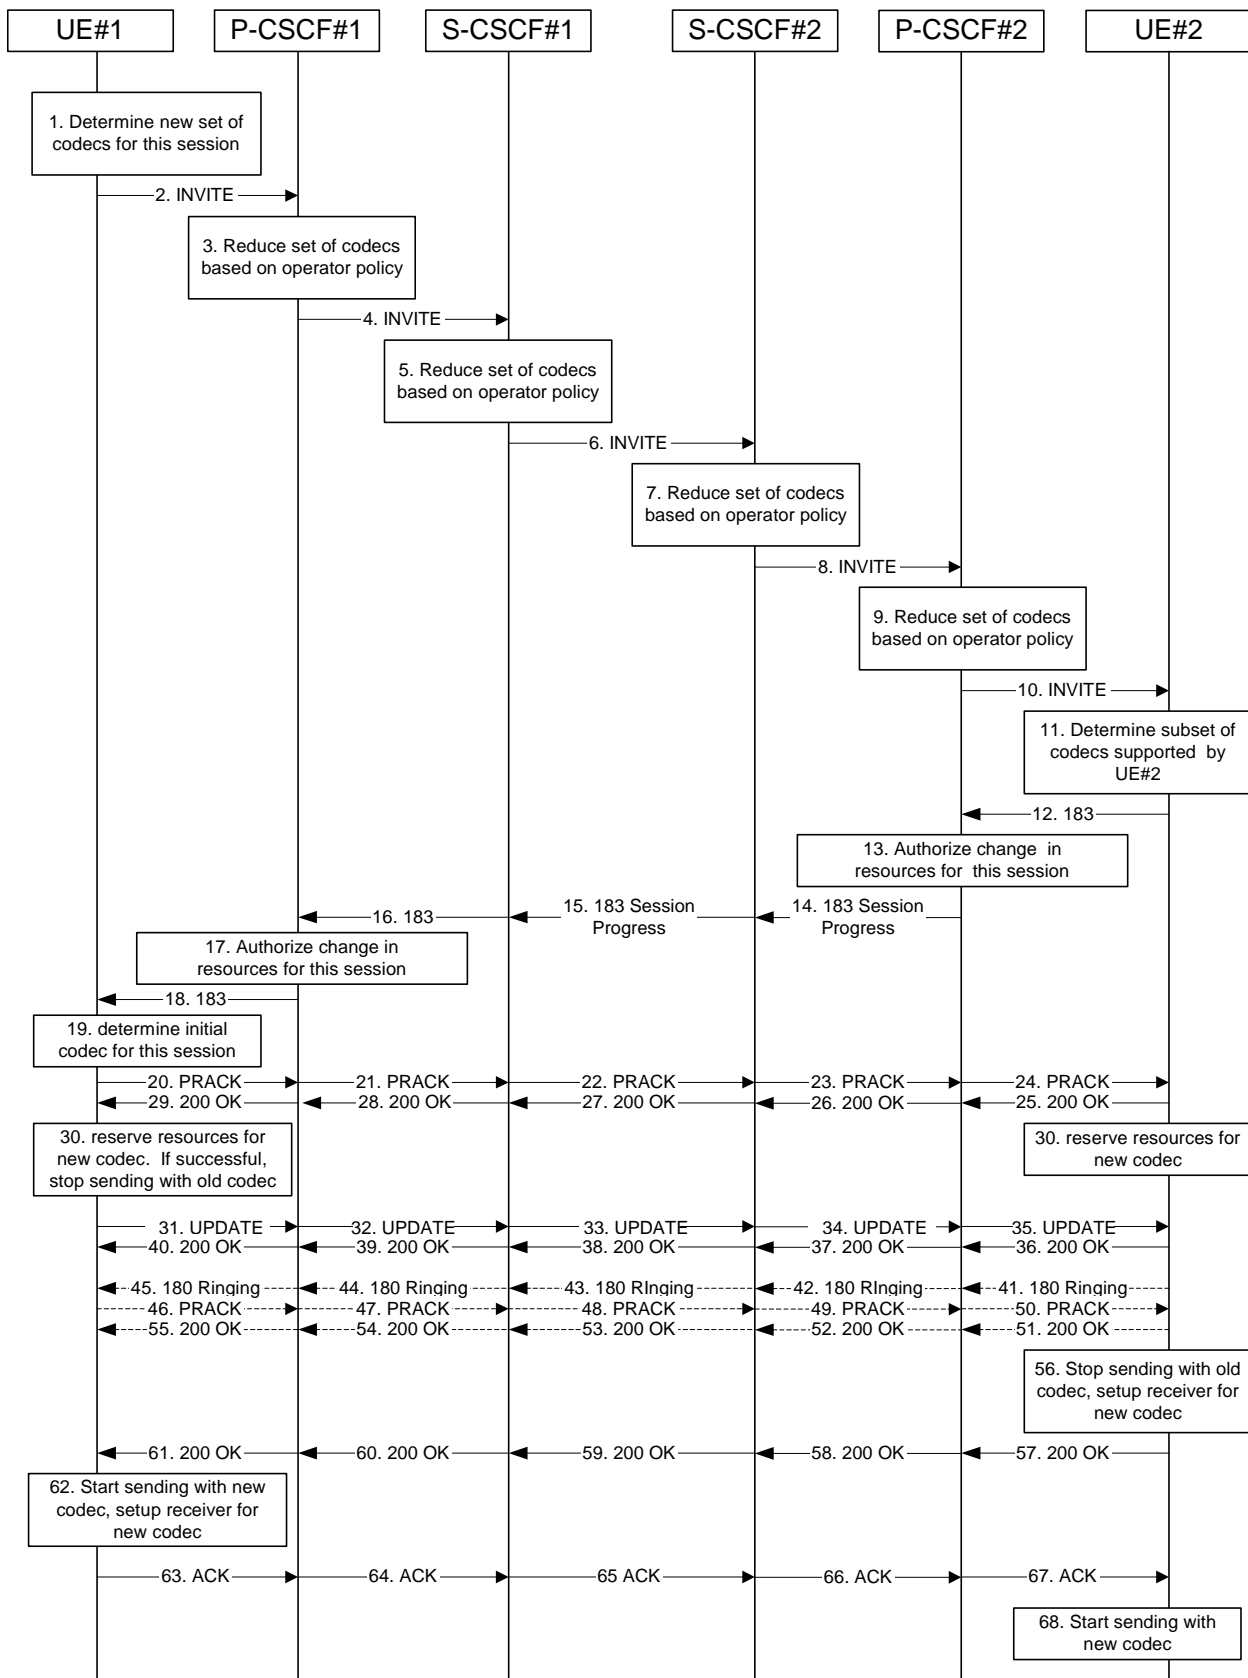 UE#1
P-CSCF#1
S-CSCF#1
S-CSCF#2
P-CSCF#2
UE#2
1. Determine new set of
codecs for this session
2. INVITE
3. Reduce set of codecs
based on operator policy
4. INVITE
5. Reduce set of codecs
based on operator policy
6. INVITE
7. Reduce set of codecs
based on operator policy
8. INVITE
9. Reduce set of codecs
based on operator policy
10. INVITE
11. Determine subset of
codecs supported by
UE#2
12. 183
13. Authorize change in
resources for this session
16. 183
15. 183 Session
Progress
14. 183 Session
Progress
17. Authorize change in
resources for this session
18. 183
19. determine initial
codec for this session
20. PRACK
21. PRACK
22. PRACK
23. PRACK
24. PRACK
29. 200 OK
28. 200 OK
27. 200 OK
26. 200 OK
25. 200 OK
30. reserve resources for
new codec. If successful,
stop sending with old codec
30. reserve resources for
new codec
31. UPDATE
32. UPDATE
33. UPDATE
34. UPDATE
35. UPDATE
40. 200 OK
39. 200 OK
38. 200 OK
37. 200 OK
36. 200 OK
45. 180 Ringing
44. 180 Ringing
43. 180 RInging
42. 180 RInging
41. 180 Ringing
46. PRACK
47. PRACK
48. PRACK
49. PRACK
50. PRACK
55. 200 OK
54. 200 OK
53. 200 OK
52. 200 OK
51. 200 OK
56. Stop sending with old
codec, setup receiver for
new codec
61. 200 OK
60. 200 OK
59. 200 OK
58. 200 OK
57. 200 OK
62. Start sending with new
codec, setup receiver for
new codec
63. ACK
64. ACK
65 ACK
66. ACK
67. ACK
68. Start sending with
new codec